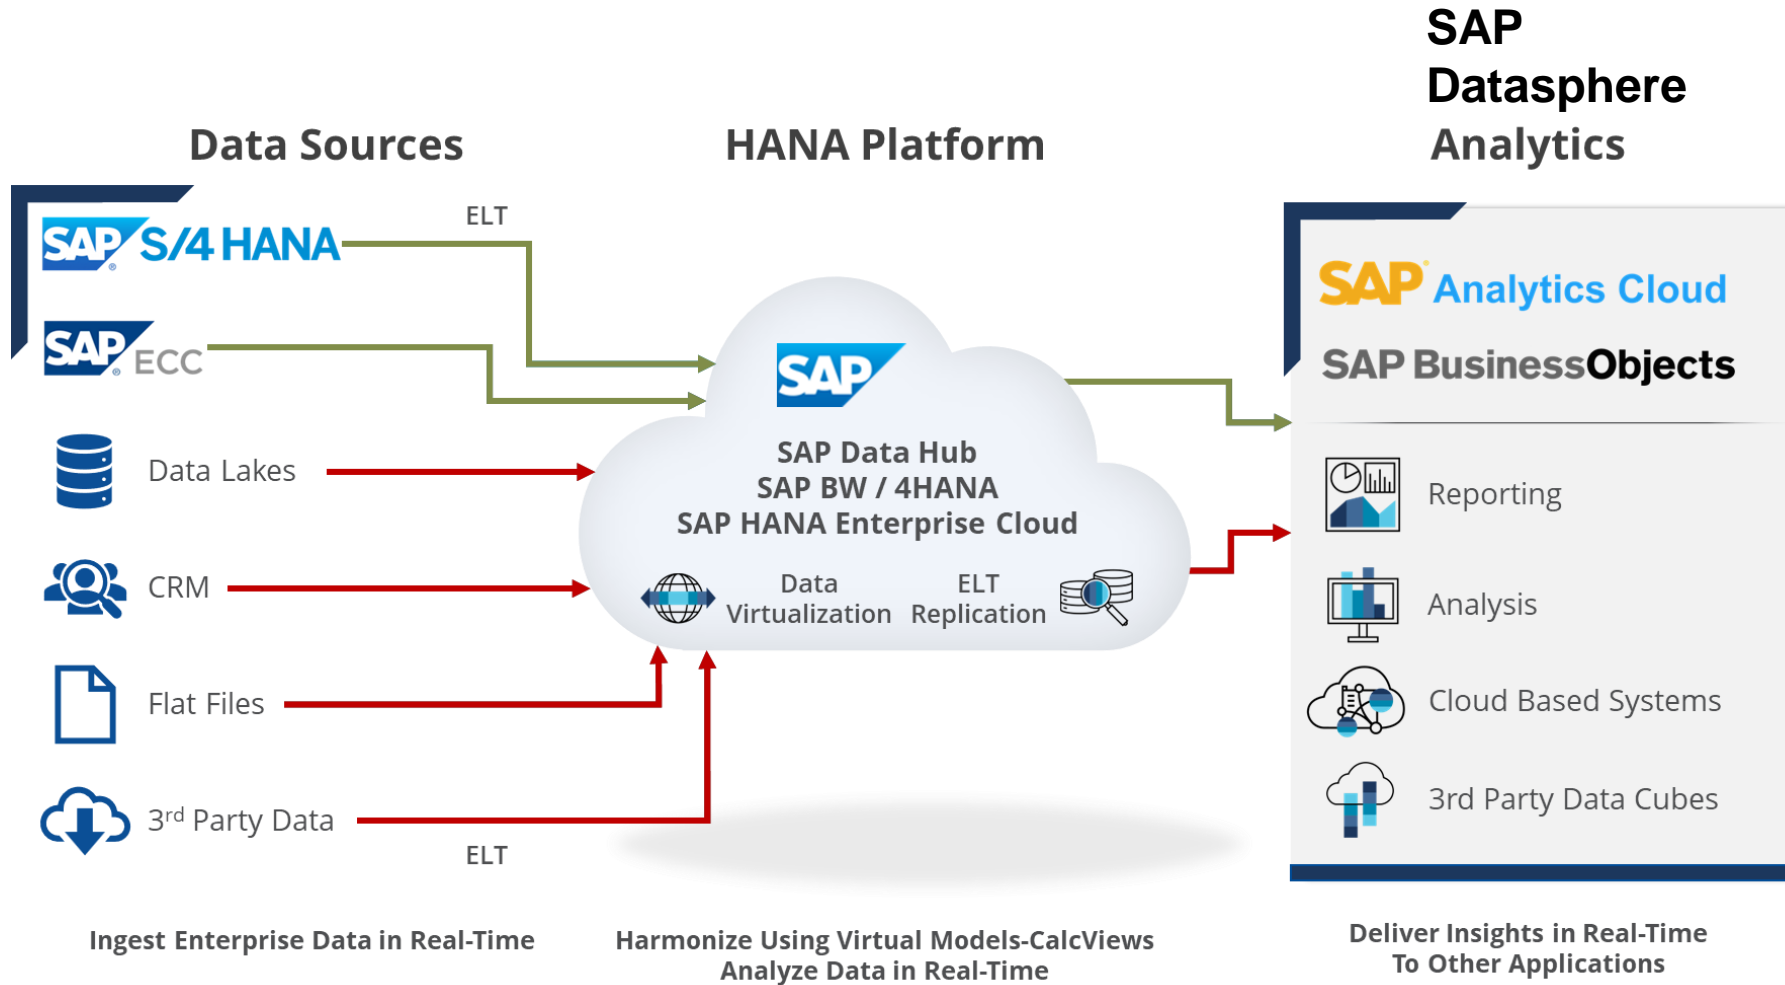 SAP
Datasphere
Analytics
Data Sources
HANA Platform
SAP S/4 HANA
ELT
SAP ECC
Data Lakes
CRM
Flat Files
3rd Party Data
ELT
SAP
SAP Data Hub
SAP BW / 4HANA
SAP HANA Enterprise Cloud
Data
Virtualization
ELT
Replication
SAP Analytics Cloud
SAP BusinessObjects
Reporting
Analysis
Cloud Based Systems
3rd Party Data Cubes
Ingest Enterprise Data in Real-Time
Harmonize Using Virtual Models-CalcViews
Analyze Data in Real-Time
Deliver Insights in Real-Time
To Other Applications